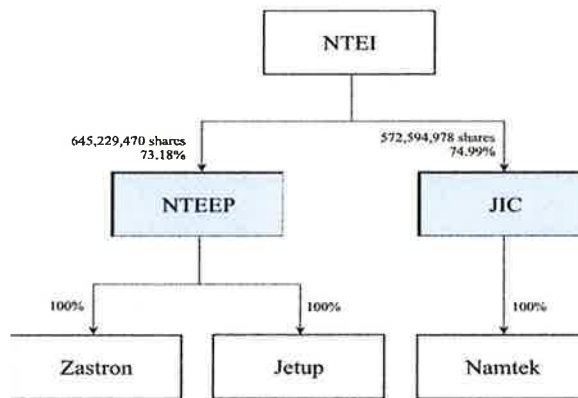 NTEI
645,229,470 shares
73.18%
572,594,978 shares
74.99%
NTEEP
JIC
100%
100%
100%
Zastron
Jetup
Namtek